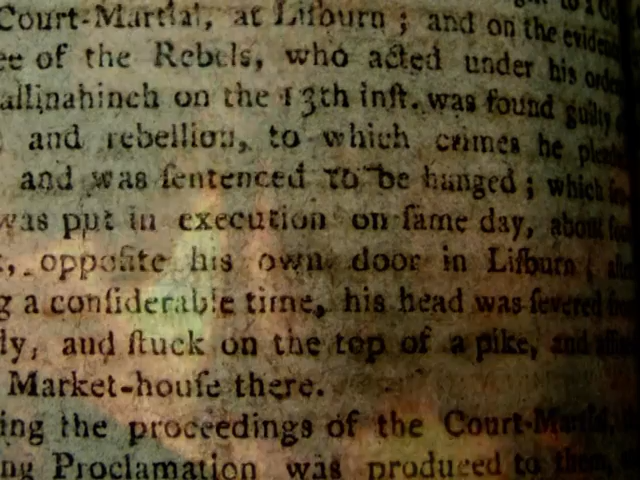 Court-Martial, at Liſburn ; and on the
of the Rebels, who acted under his
allinahinch on the 13th inſt. was found guilty
and rebellion, to which crimes he
and was ſentenced to be hanged ; which
was put in execution on ſame day, about
oppoſite his own door in Liſburn ;
g a conſiderable time, his head was ſevered
ly, and ſtuck on the top of a pike, and
Market-houſe there.
ing the proceedings of the Court-Martial
ng Proclamation was produced to them,